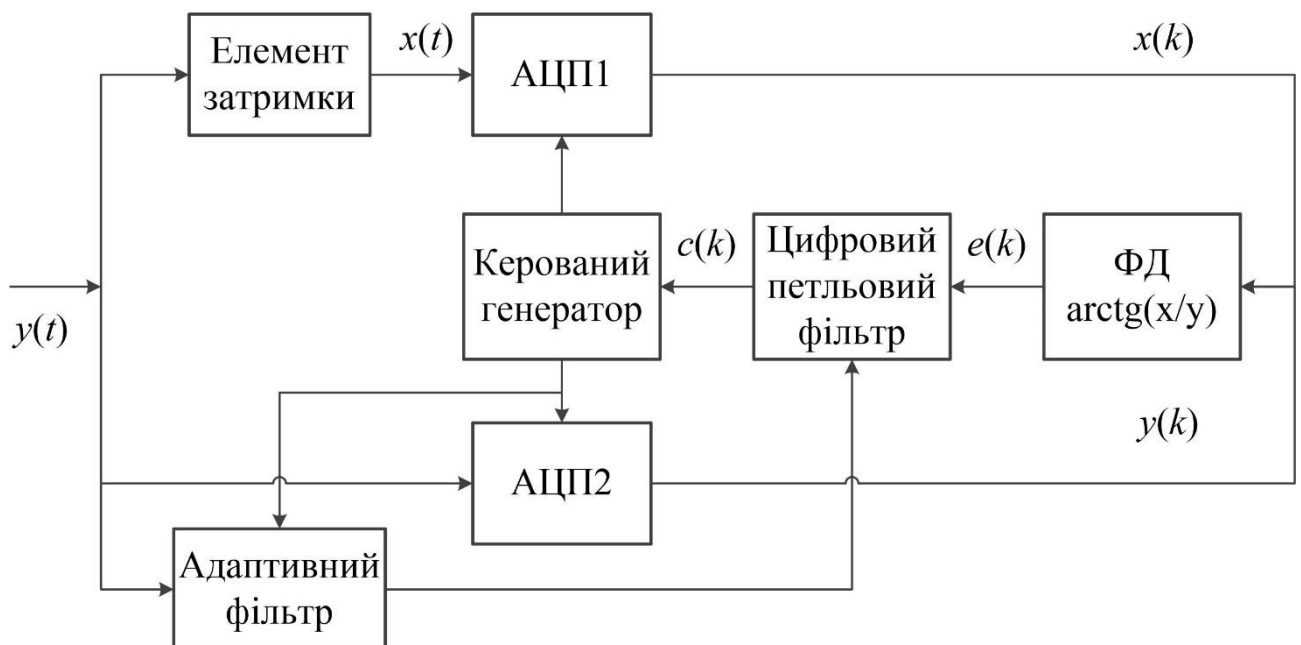 Елемент
затримки
x(t)
АЦП1
x(k)
y(t)
Керований
генератор
c(k)
Цифровий
петльовий
фільтр
e(k)
ФД
arctg(x/y)
y(k)
АЦП2
Адаптивний
фільтр